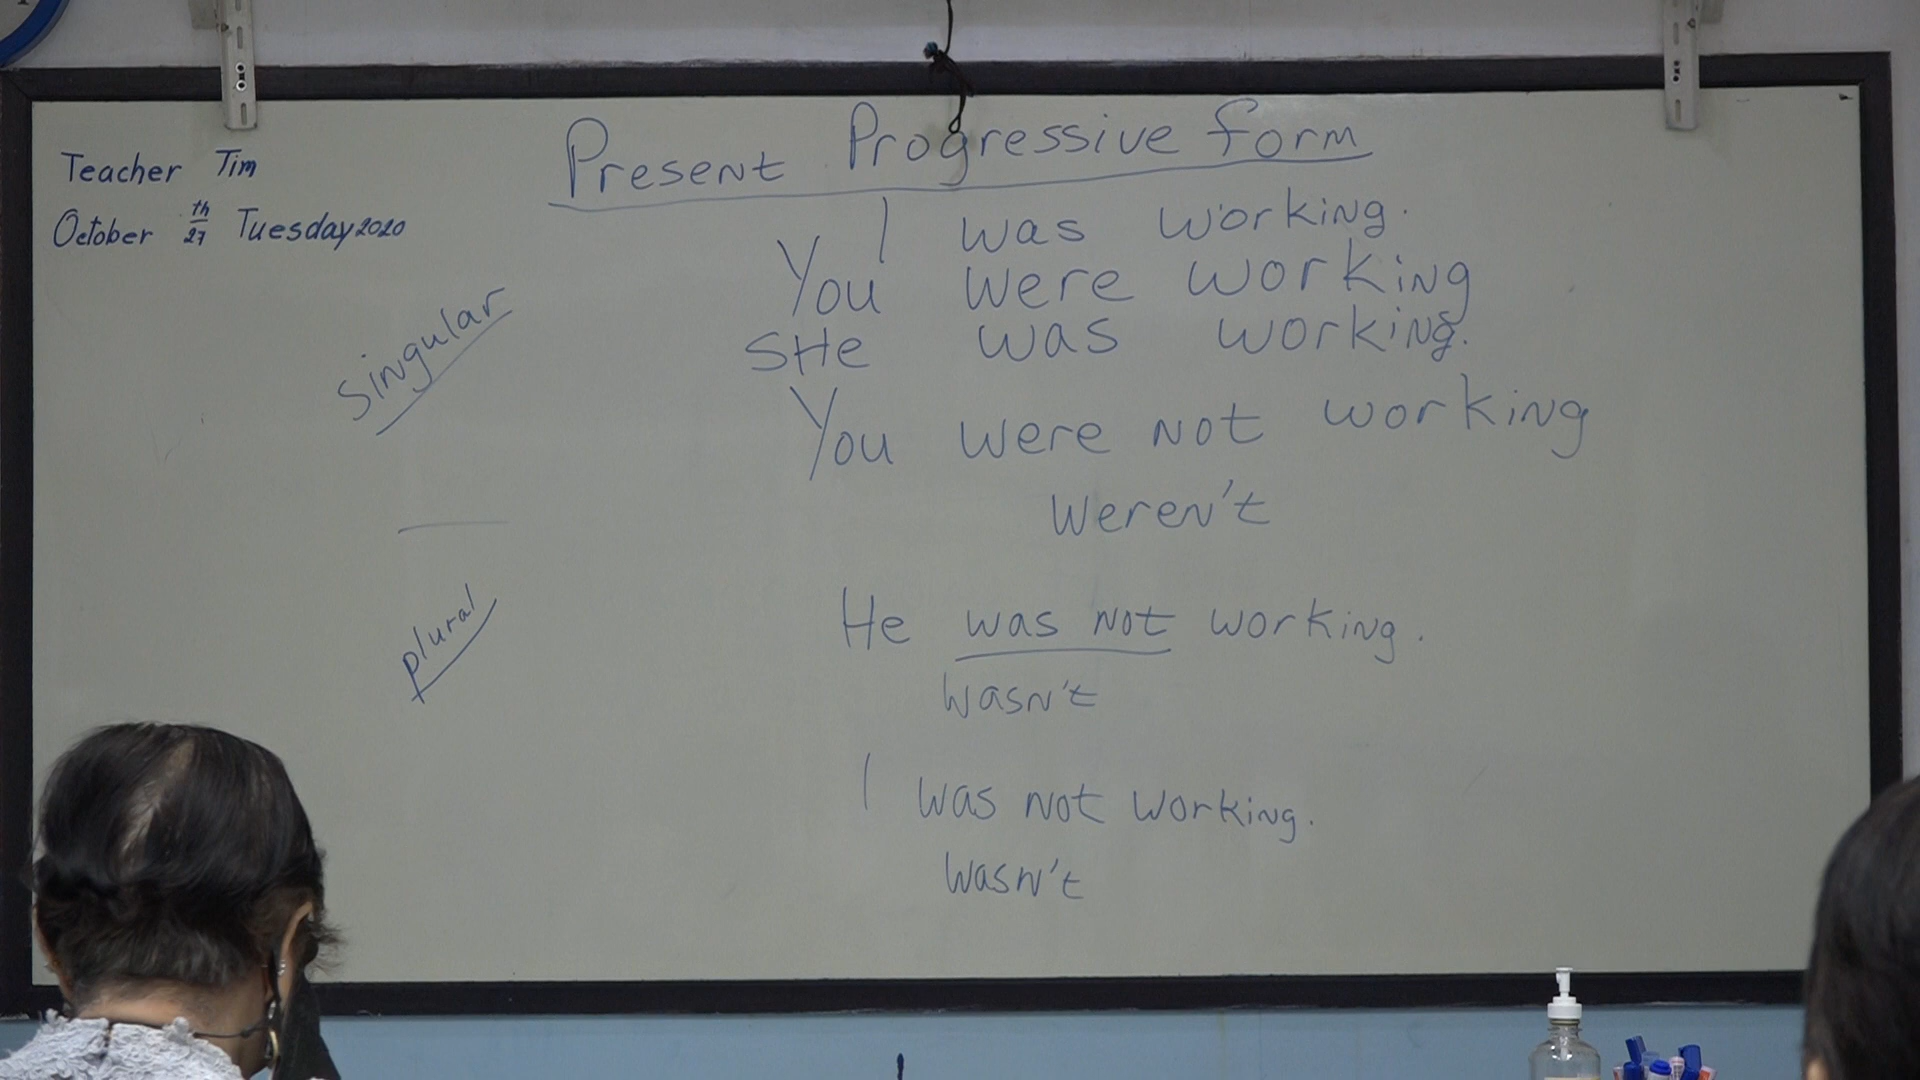 Present Progressive form
Teacher Tim
October 27th Tuesday 2020
Singular
I was working.
You were working
SHe was working.
You were not working
Weren't
plural
He was not working.
Wasn't
I was not working.
Wasn't